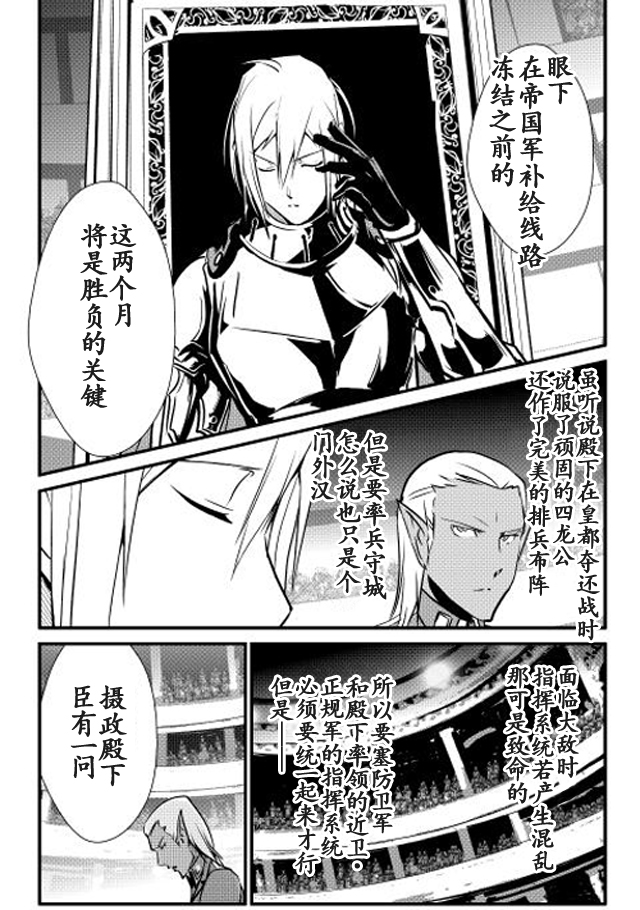 眼下
在帝国军补给线路
冻结之前的
这两个月
将是胜负的关键
虽听说殿下在皇都夺还战时
说服了顽固的四龙公
还作了完美的排兵布阵
但是要率兵守城
怎么说也只是个
门外汉
面临大敌时
指挥系统若产生混乱
那可是致命的
所以要塞防卫军
和殿下率领的近卫·
正规军的指挥系统
必须要统一起来才行
但是——
摄政殿下
臣有一问